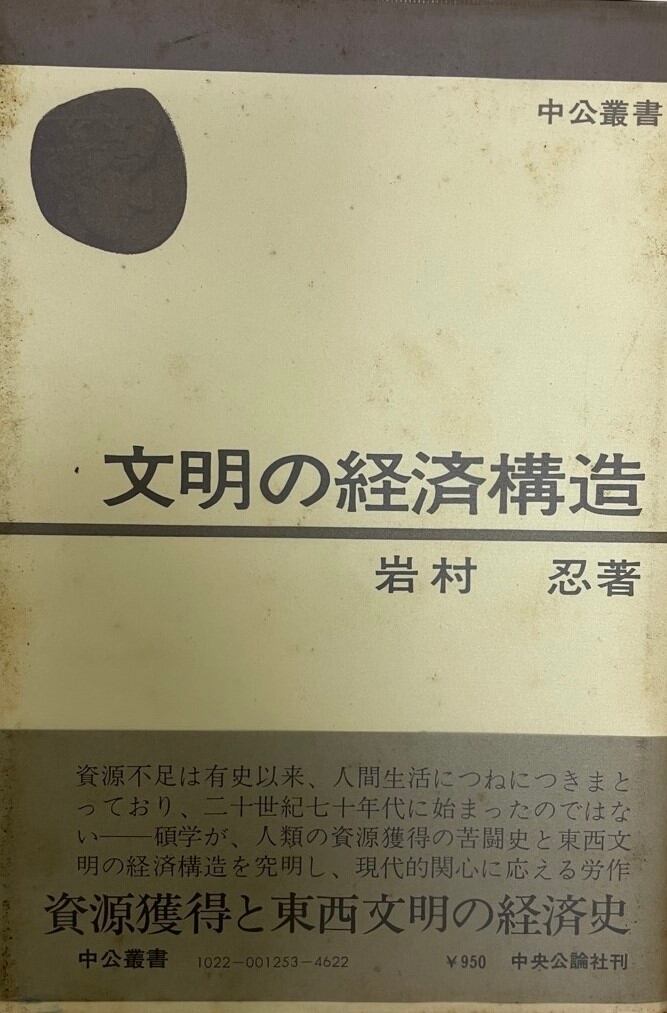 中公叢書
文明の経済構造
岩村 忍著
資源不足は有史以来、人間生活につねにつきまと
っており、二十世紀七十年代に始まったのではな
い――碩学が、人類の資源獲得の苦闘史と東西文
明の経済構造を究明し、現代的関心に応える労作
資源獲得と東西文明の経済史
中公叢書 1022-001253-4622 ¥950 中央公論社刊